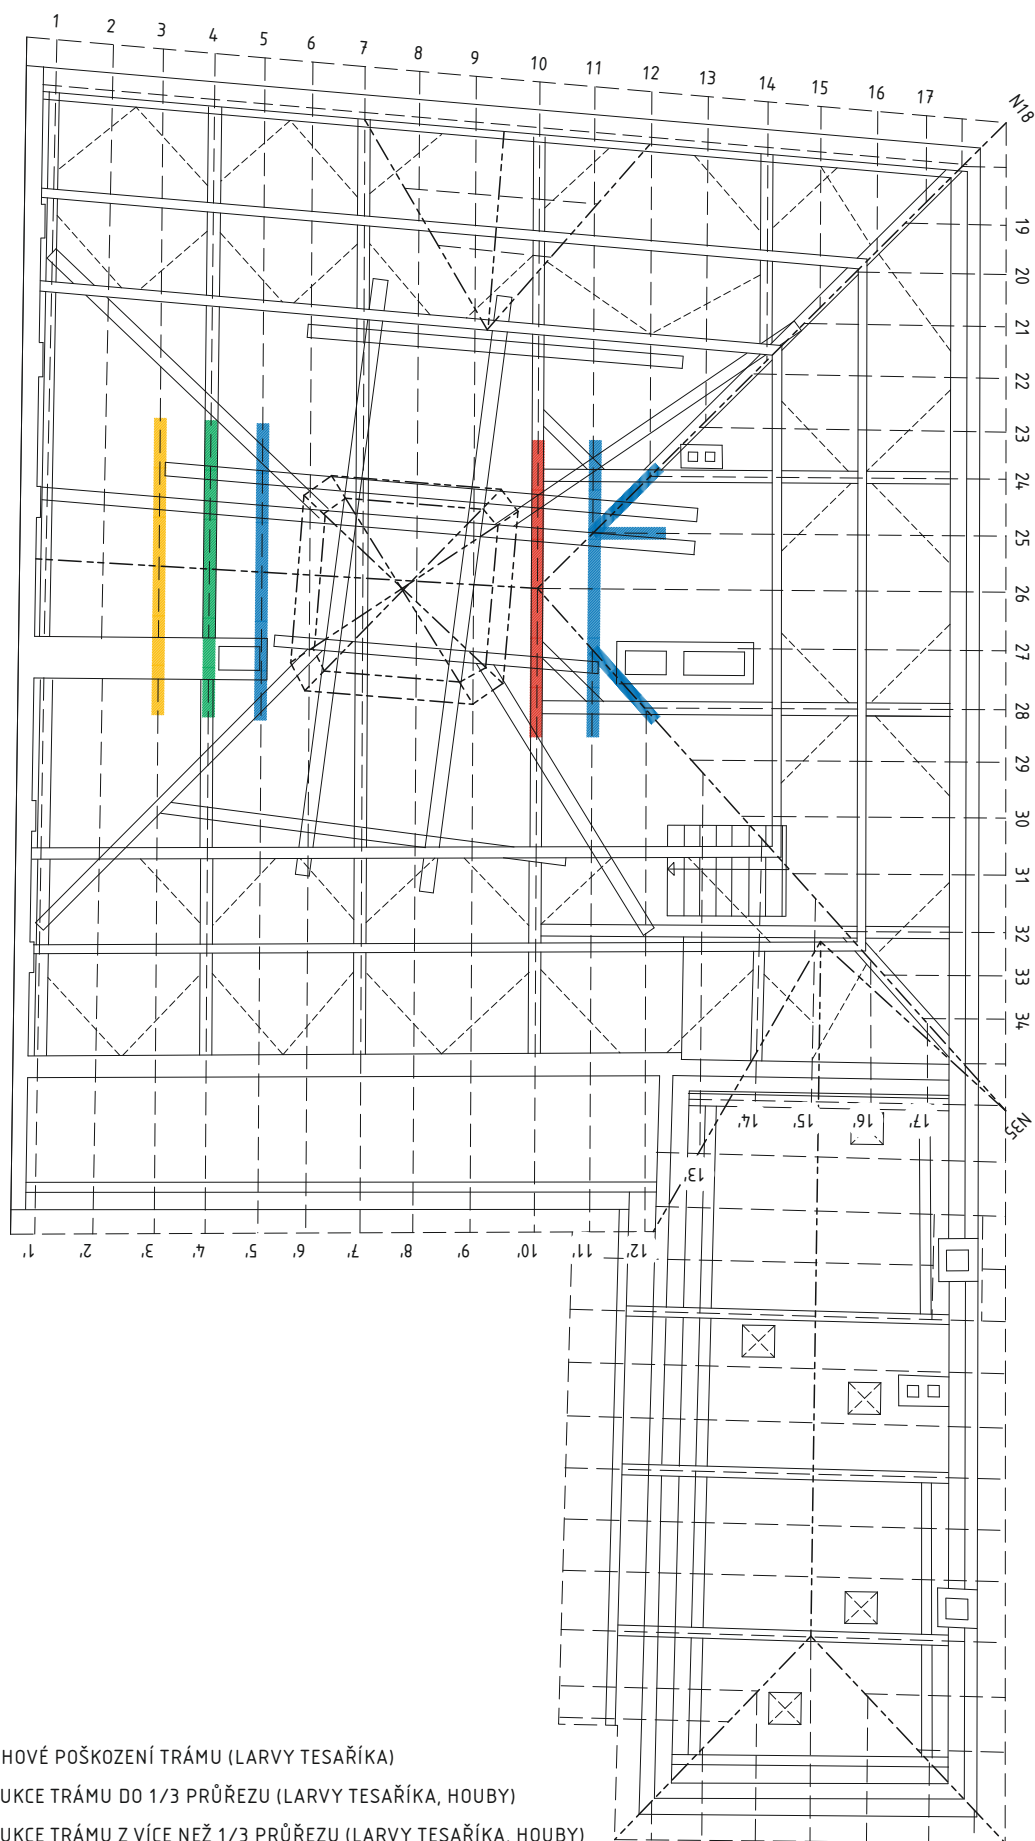 1 2 3 4 5 6 7 8 9 10 11 12 13 14 15 16 17 N18
19
20
21
22
23
24
25
26
27
28
29
30
31
32
33
34
N35
14' 15' 16' 17'
13'
1' 2' 3' 4' 5' 6' 7' 8' 9' 10' 11' 12'
HOVÉ POŠKOZENÍ TRÁMU (LARVY TESAŘÍKA)
UKCE TRÁMU DO 1/3 PRŮŘEZU (LARVY TESAŘÍKA, HOUBY)
UKCE TRÁMU Z VÍCE NEŽ 1/3 PRŮŘEZU (LARVY TESAŘÍKA, HOUBY)